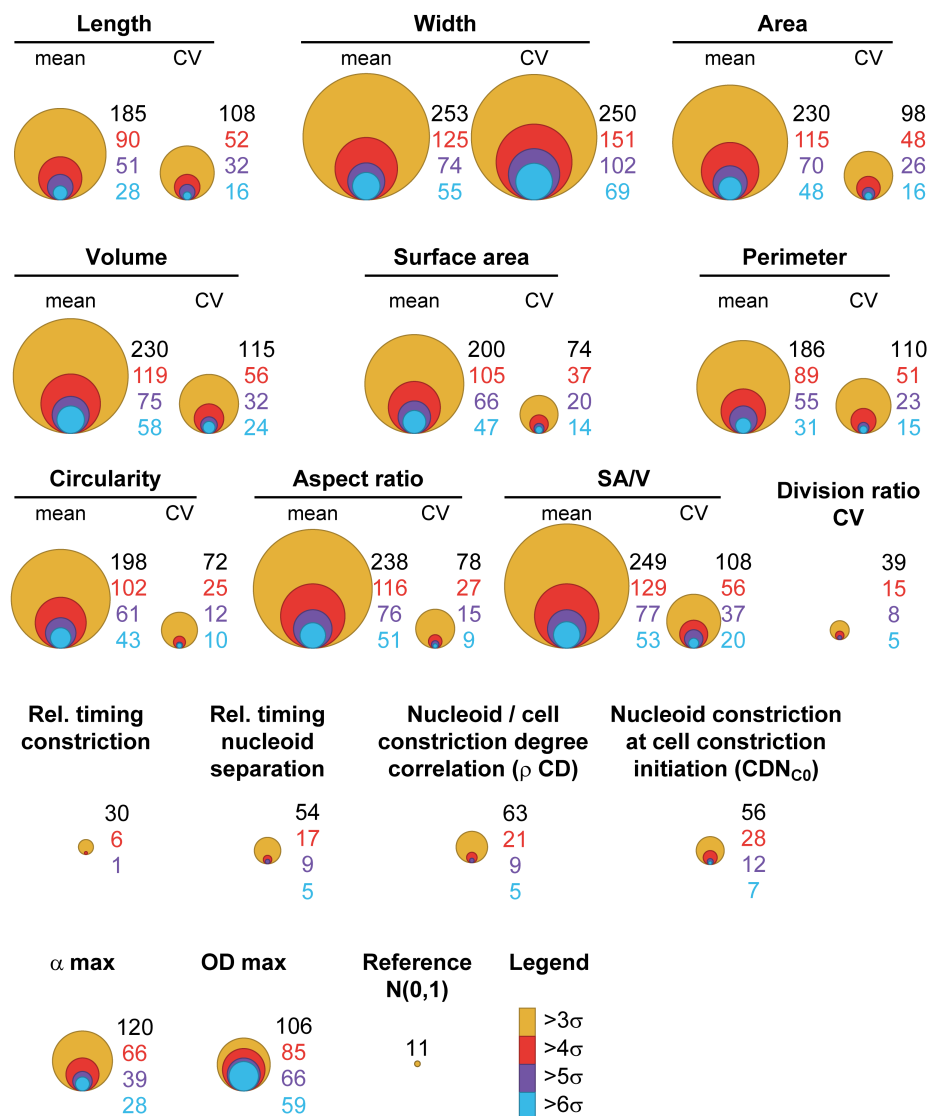 Length
Width
Area
mean CV
mean CV
mean CV
185 108
90 52
51 32
28 16
253 250
125 151
74 102
55 69
230 98
115 48
70 26
48 16
Volume
Surface area
Perimeter
mean CV
mean CV
mean CV
230 115
119 56
75 32
58 24
200 74
105 37
66 20
47 14
186 110
89 51
55 23
31 15
Circularity
Aspect ratio
SA/V
Division ratio
CV
mean CV
mean CV
mean CV
198 72
102 25
61 12
43 10
238 78
116 27
76 15
51 9
249 108
129 56
77 37
53 20
39
15
8
5
Rel. timing
constriction
30
6
1
Rel. timing
nucleoid
separation
54
17
9
5
Nucleoid / cell
constriction degree
correlation (ρ CD)
63
21
9
5
Nucleoid constriction
at cell constriction
initiation (CDN_C0)
56
28
12
7
α max
120
66
39
28
OD max
106
85
66
59
Reference
N(0,1)
11
Legend
>3σ
>4σ
>5σ
>6σ